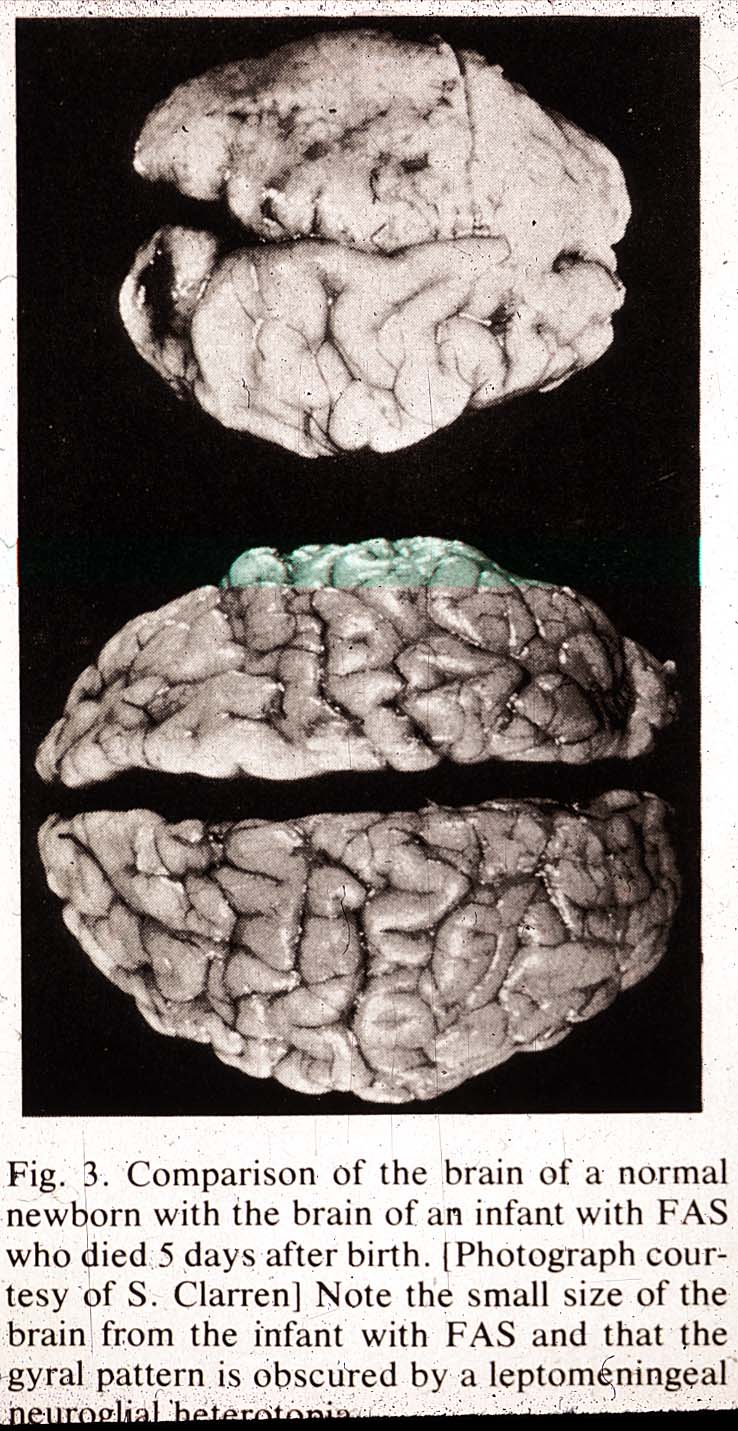 Fig. 3. Comparison of the brain of a normal
newborn with the brain of an infant with FAS
who died 5 days after birth. [Photograph cour-
tesy of S. Clarren] Note the small size of the
brain from the infant with FAS and that the
gyral pattern is obscured by a leptomeningeal
neuroglial heterotopia.